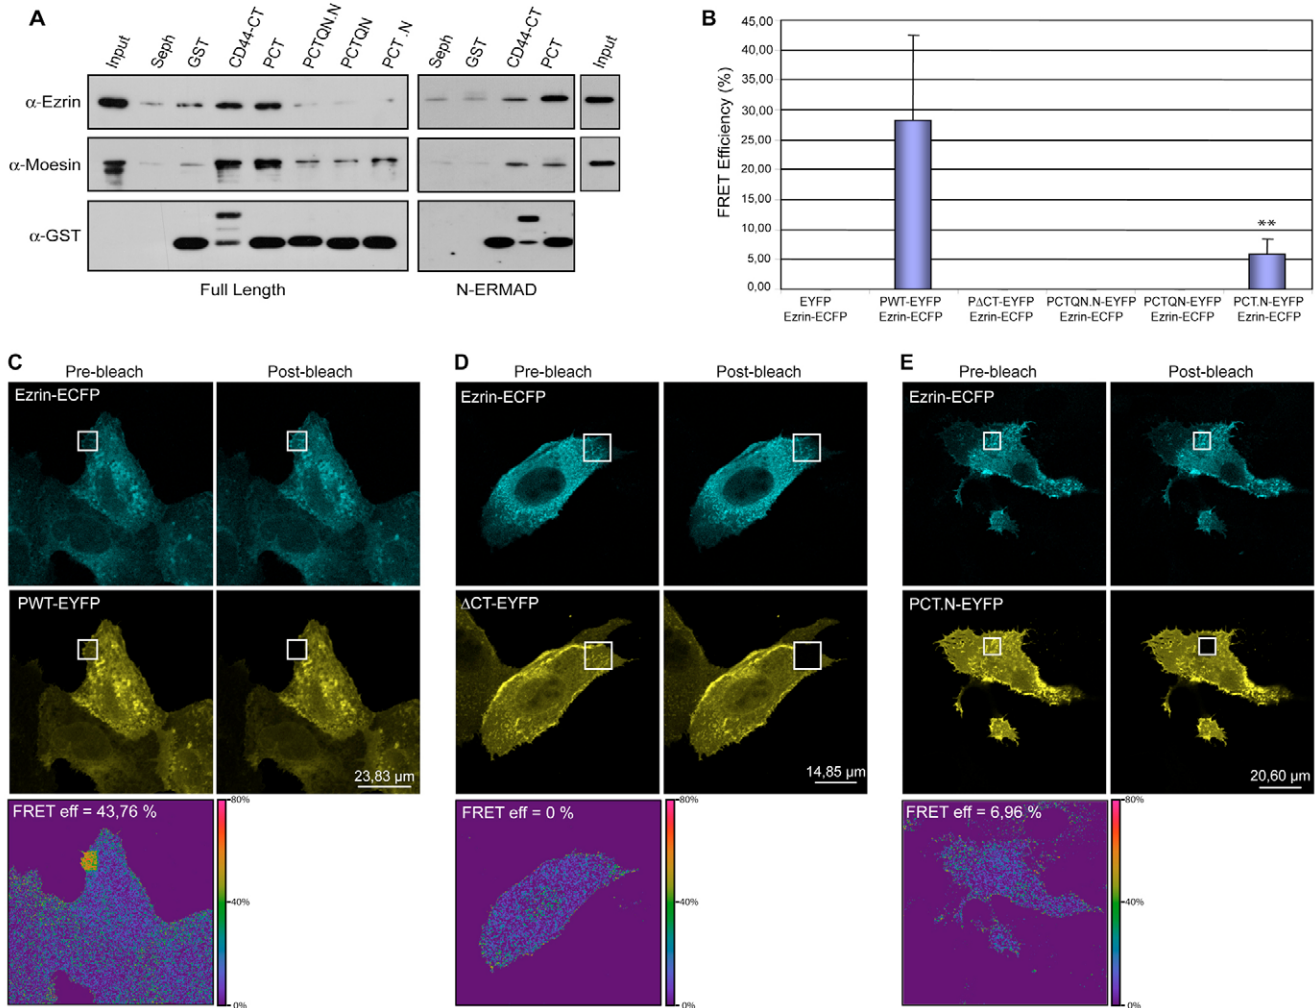 A
Input Seph GST CD44-CT PCT PCTQN.N PCTQN PCT.N Seph GST CD44-CT PCT Input
α-Ezrin
α-Moesin
α-GST
Full Length N-ERMAD
B
FRET Efficiency (%)
45,00
40,00
35,00
30,00
25,00
20,00
15,00
10,00
5,00
0,00
**
EYFP PWT-EYFP PΔCT-EYFP PCTQN.N-EYFP PCTQN-EYFP PCT.N-EYFP
Ezrin-ECFP Ezrin-ECFP Ezrin-ECFP Ezrin-ECFP Ezrin-ECFP Ezrin-ECFP
C
Pre-bleach Post-bleach
Ezrin-ECFP
PWT-EYFP
23,83 μm
FRET eff = 43,76 %
80%
40%
0%
D
Pre-bleach Post-bleach
Ezrin-ECFP
ΔCT-EYFP
14,85 μm
FRET eff = 0 %
80%
40%
0%
E
Pre-bleach Post-bleach
Ezrin-ECFP
PCT.N-EYFP
20,60 μm
FRET eff = 6,96 %
80%
40%
0%